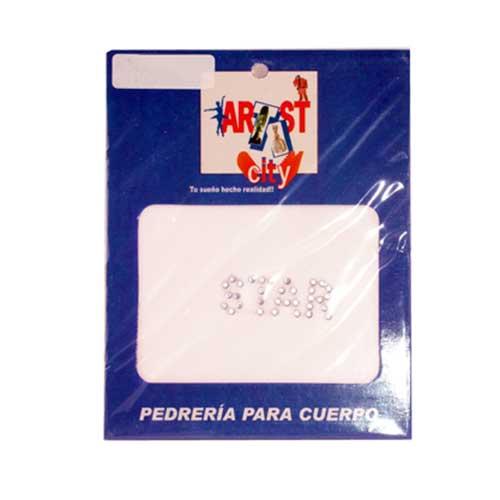 ARTIST
city
Tu sueño hecho realidad!!
STAR
PEDRERÍA PARA CUERPO